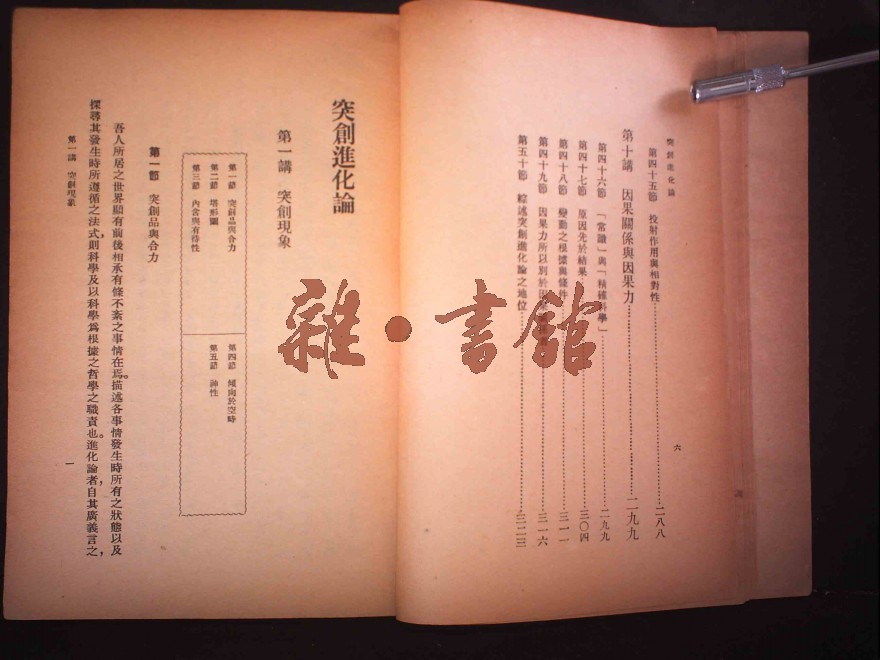 突創進化論
第四十五節 投射作用與相對性……二八八
第十講 因果關係與因果力……二九九
第四十六節 「常識」與「精確科學」……二九九
第四十七節 原因先於結果……三〇四
第四十八節 變動之根據與條件……三一一
第四十九節 因果力所以別於因……三一六
第五十節 綜述突創進化論之地位……三二三
六
突創進化論
第一講 突創現象
第一節 突創品與合力
第二節 塔形圖
第三節 內含與有待性
第四節 傾向於空時
第五節 神性
第一節 突創品與合力
吾人所居之世界顯有前後相承有條不紊之事情在焉。描述各事情發生時所有之狀態以及
探尋其發生時所遵循之法式,則科學及以科學爲根據之哲學之職責也。進化論者,自其廣義言之,
第一講 突創現象
一
雜·書館